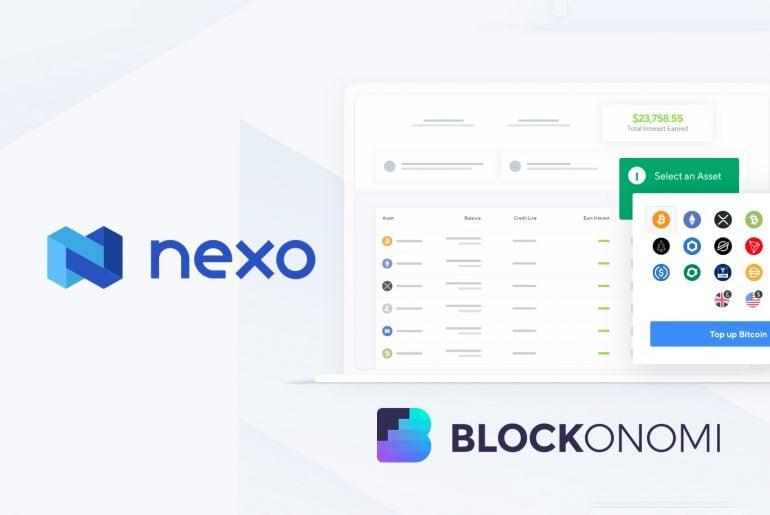 nexo
$23,758.55
Total Interest Earned
Select an Asset
Asset Balance Credit Line Earn Interest
Top up Bitcoin
BLOCKONOMI